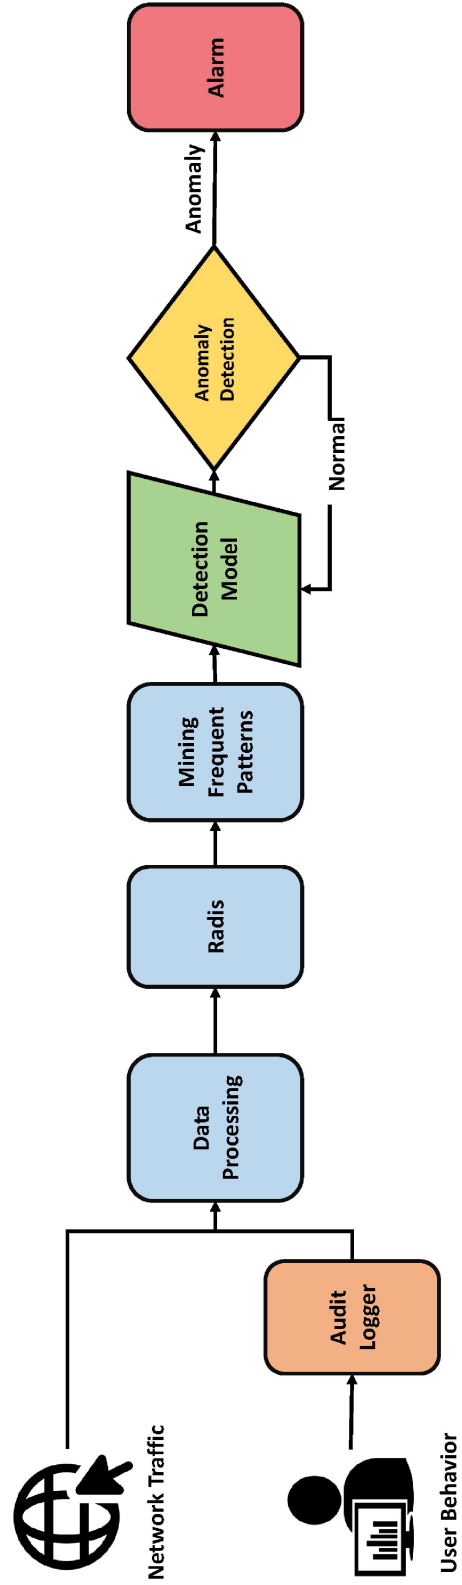 Network Traffic
User Behavior
Audit
Logger
Data
Processing
Radis
Mining
Frequent
Patterns
Detection
Model
Anomaly
Detection
Normal
Anomaly
Alarm